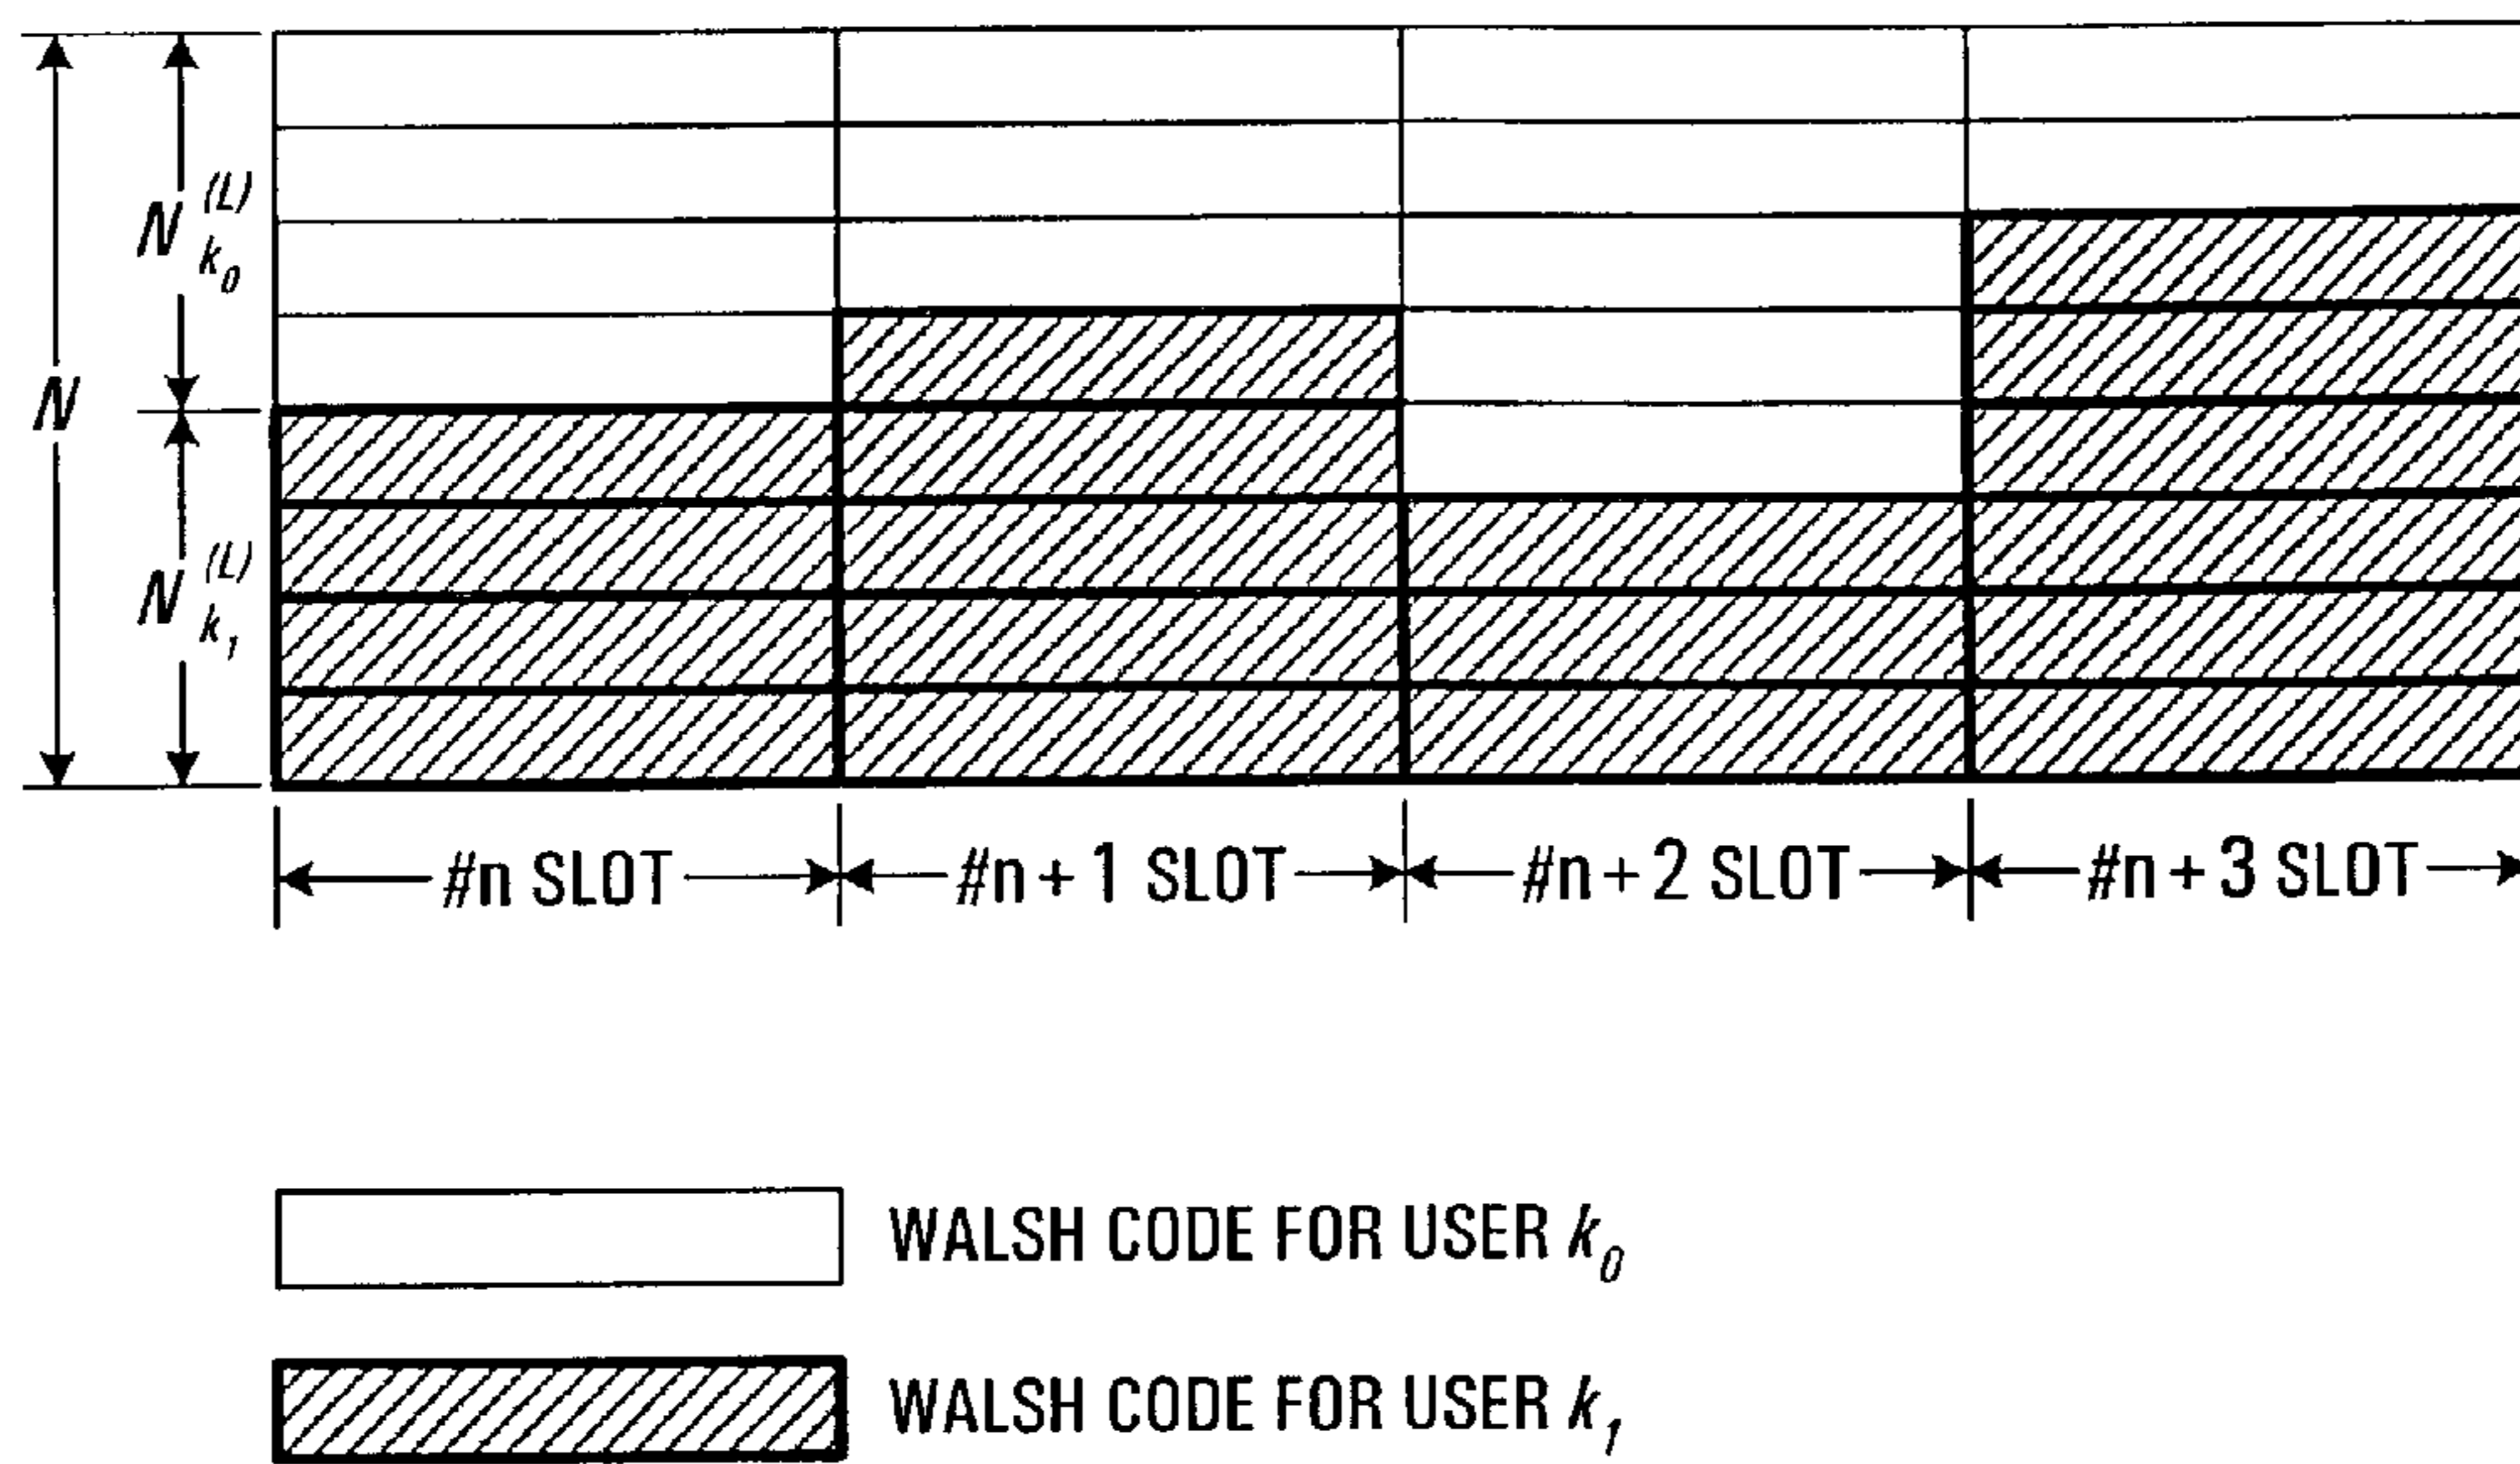 N
N(L)k0
N(L)k1
#n SLOT #n + 1 SLOT #n + 2 SLOT #n + 3 SLOT
WALSH CODE FOR USER k0
WALSH CODE FOR USER k1